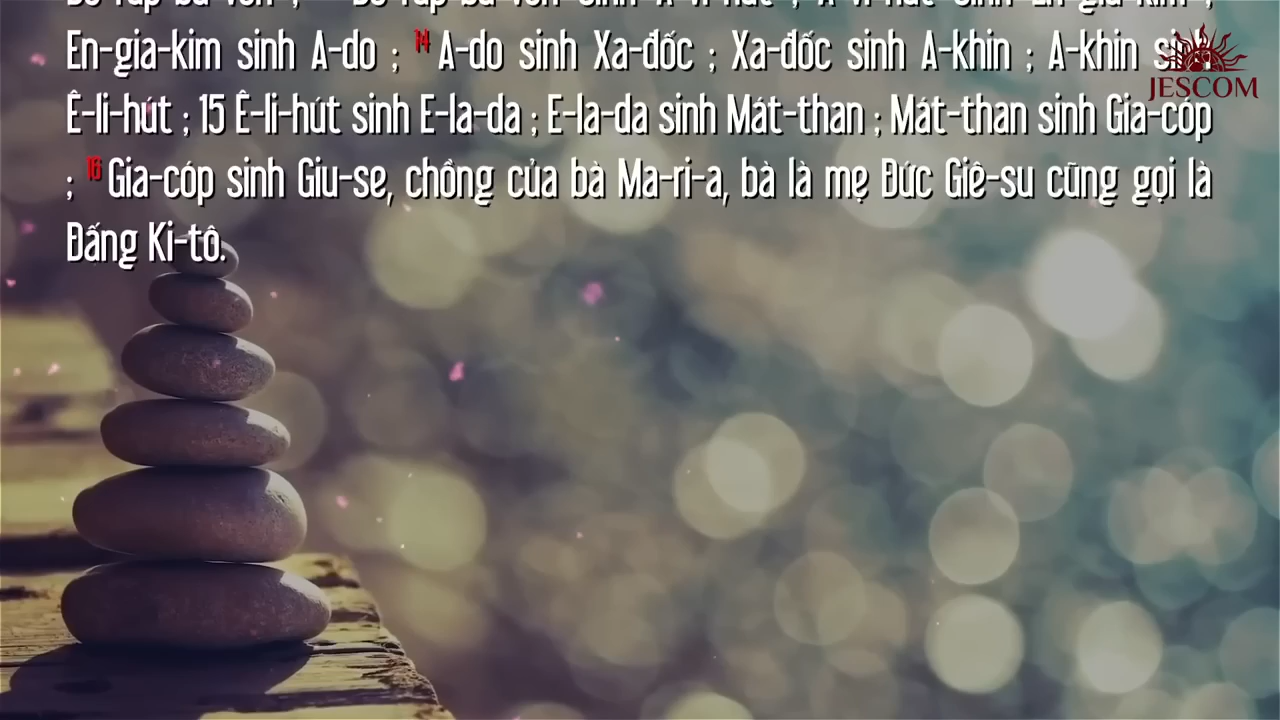 En-gia-kim sinh A-do ; 14 A-do sinh Xa-đốc ; Xa-đốc sinh A-khin ; A-khin sinh
Ê-li-hút ; 15 Ê-li-hút sinh E-la-da ; E-la-da sinh Mát-than ; Mát-than sinh Gia-cóp
; 16 Gia-cóp sinh Giu-se, chồng của bà Ma-ri-a, bà là mẹ Đức Giê-su cũng gọi là
Đấng Ki-tô.
JESCOM